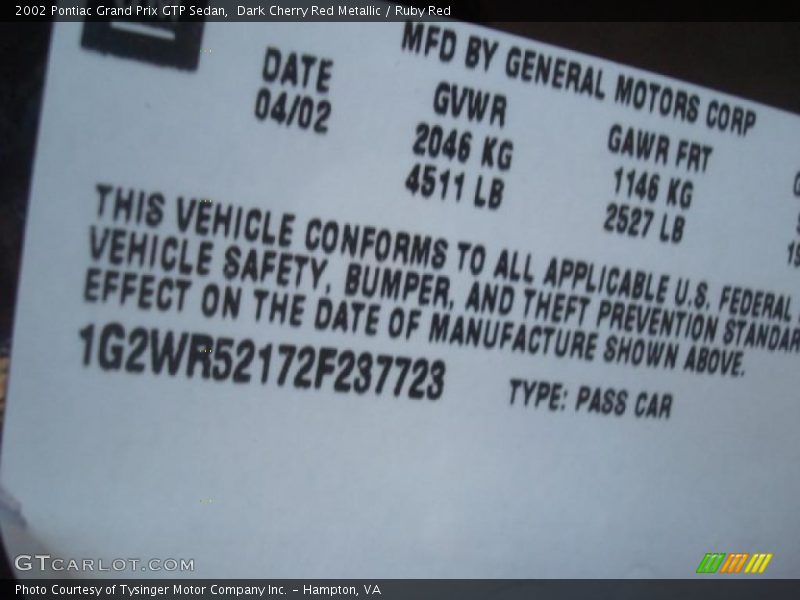 2002 Pontiac Grand Prix GTP Sedan,  Dark Cherry Red Metallic / Ruby Red
MFD BY GENERAL MOTORS CORP
DATE GVWR GAWR FRT
04/02 2046 KG 1146 KG
4511 LB 2527 LB
THIS VEHICLE CONFORMS TO ALL APPLICABLE U.S. FEDERAL
VEHICLE SAFETY, BUMPER, AND THEFT PREVENTION STANDAR
EFFECT ON THE DATE OF MANUFACTURE SHOWN ABOVE.
1G2WR52172F237723 TYPE: PASS CAR
GTCARLOT.COM
Photo Courtesy of Tysinger Motor Company Inc. - Hampton, VA